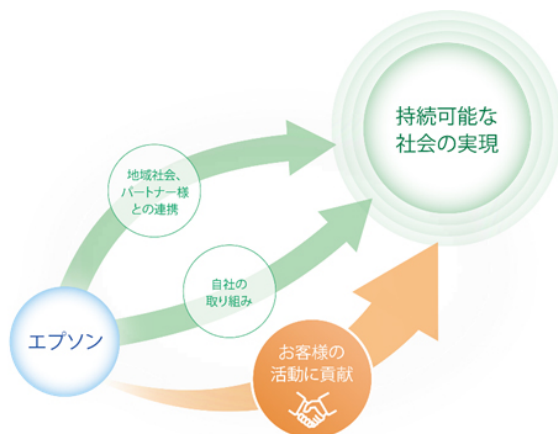 持続可能な
社会の実現
地域社会、
パートナー様
との連携
自社の
取り組み
エプソン
お客様の
活動に貢献